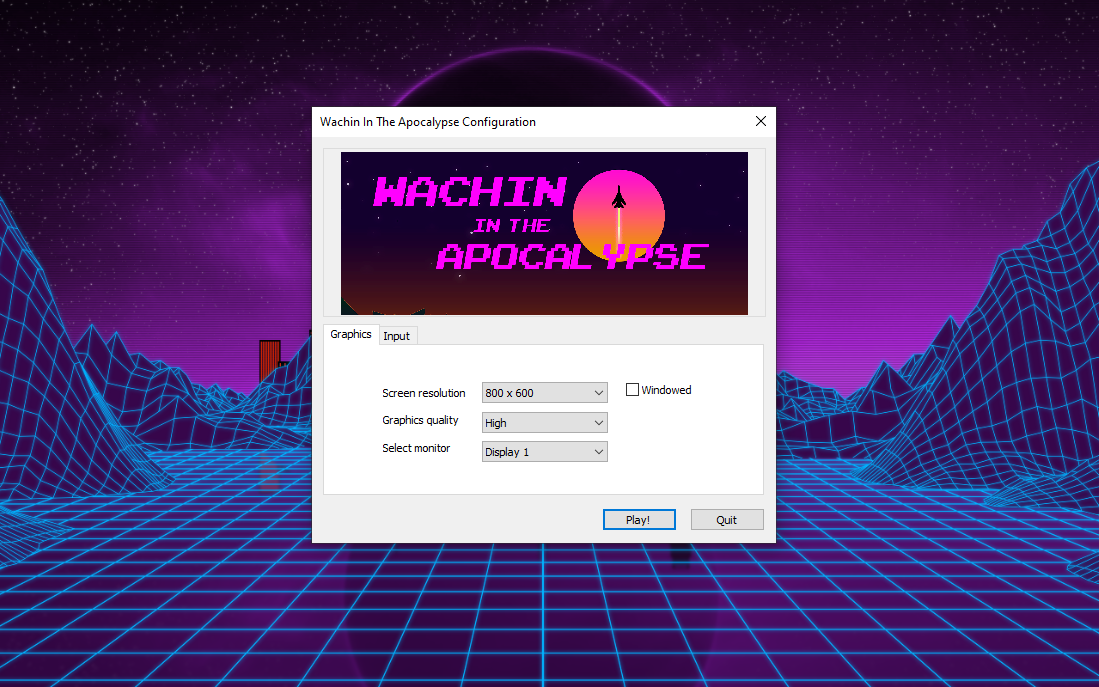 Wachin In The Apocalypse Configuration
WACHIN
IN THE
APOCALYPSE
Graphics
Input
Screen resolution 800 x 600 Windowed
Graphics quality High
Select monitor Display 1
Play! Quit